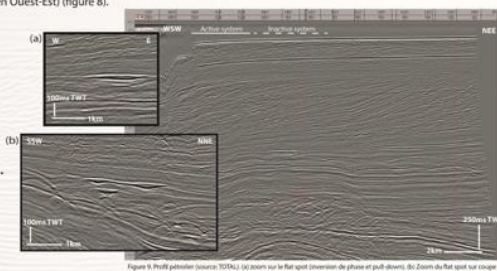 en Ouest-Est) (figure 8).
WSW Active system Inactive system NEE
(a) W E
100ms TWT
1km
(b) SSW NNE
100ms TWT
1km
250ms TWT
2km
Figure 9. Profil pétrolier (source: TOTAL). (a) zoom sur le flat spot (inversion de phase et pull-down). (b) Zoom du flat spot sur coupe